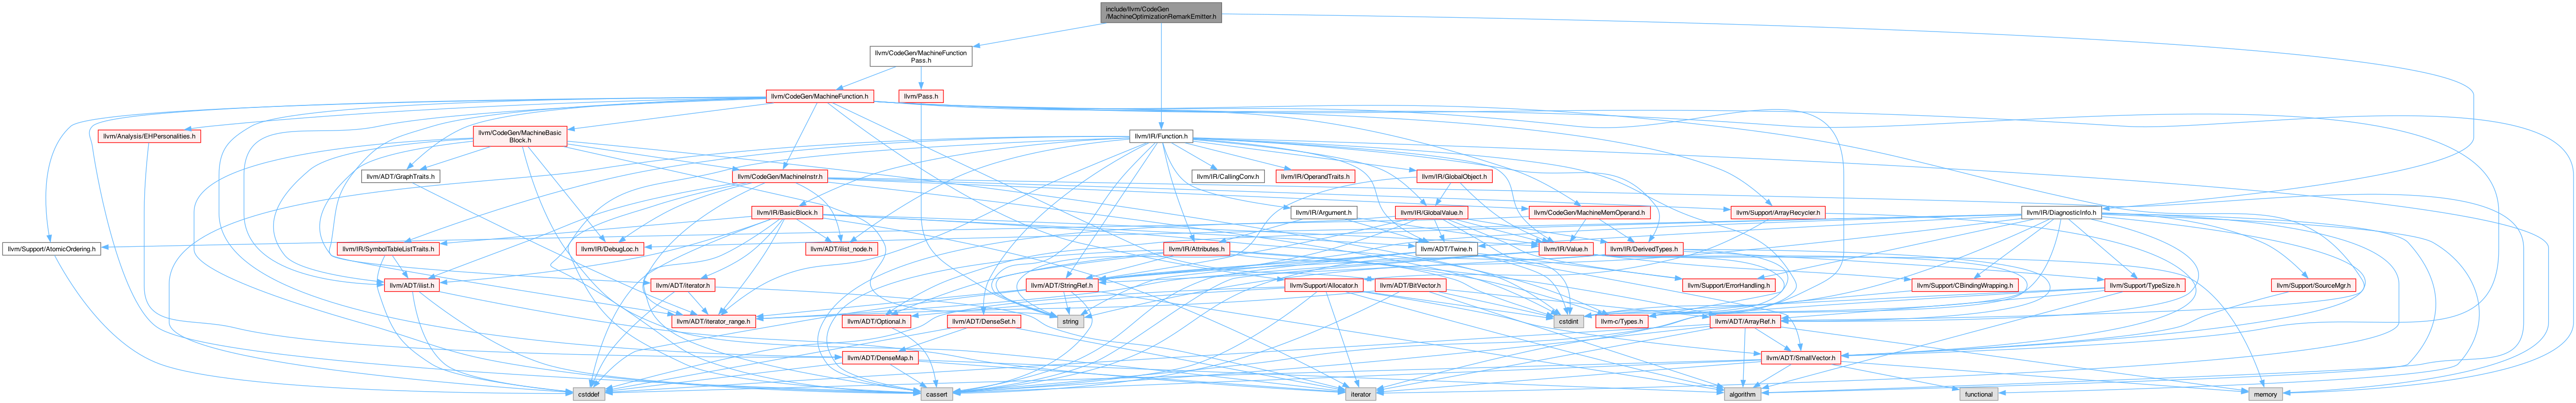 include/llvm/CodeGen
/MachineOptimizationRemarkEmitter.h
llvm/CodeGen/MachineFunction
Pass.h
llvm/CodeGen/MachineFunction.h
llvm/Pass.h
llvm/Analysis/EHPersonalities.h
llvm/CodeGen/MachineBasic
Block.h
llvm/IR/Function.h
llvm/ADT/GraphTraits.h
llvm/CodeGen/MachineInstr.h
llvm/IR/CallingConv.h
llvm/IR/OperandTraits.h
llvm/IR/GlobalObject.h
llvm/IR/BasicBlock.h
llvm/IR/Argument.h
llvm/IR/GlobalValue.h
llvm/CodeGen/MachineMemOperand.h
llvm/Support/ArrayRecycler.h
llvm/IR/DiagnosticInfo.h
llvm/Support/AtomicOrdering.h
llvm/IR/SymbolTableListTraits.h
llvm/IR/DebugLoc.h
llvm/ADT/ilist_node.h
llvm/IR/Attributes.h
llvm/ADT/Twine.h
llvm/IR/Value.h
llvm/IR/DerivedTypes.h
llvm/ADT/ilist.h
llvm/ADT/iterator.h
llvm/ADT/StringRef.h
llvm/Support/Allocator.h
llvm/ADT/BitVector.h
llvm/Support/ErrorHandling.h
llvm/Support/CBindingWrapping.h
llvm/Support/TypeSize.h
llvm/Support/SourceMgr.h
llvm/ADT/iterator_range.h
llvm/ADT/Optional.h
llvm/ADT/DenseSet.h
string
cstdint
llvm-c/Types.h
llvm/ADT/ArrayRef.h
llvm/ADT/DenseMap.h
llvm/ADT/SmallVector.h
cstddef
cassert
iterator
algorithm
functional
memory